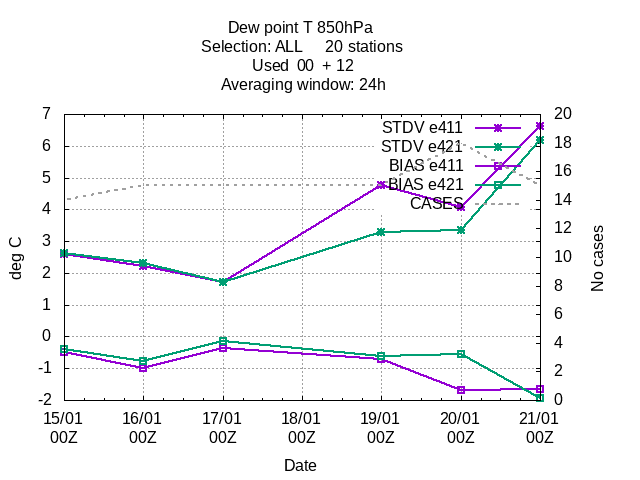 Dew point T 850hPa
Selection: ALL 20 stations
Used 00 + 12
Averaging window: 24h
7 20
6 18
5 16
4 14
3 12
2 10
1 8
0 6
-1 4
-2 2
0
STDV e411
STDV e421
BIAS e411
BIAS e421
CASES
deg C
No cases
15/01 16/01 17/01 18/01 19/01 20/01 21/01
00Z 00Z 00Z 00Z 00Z 00Z 00Z
Date